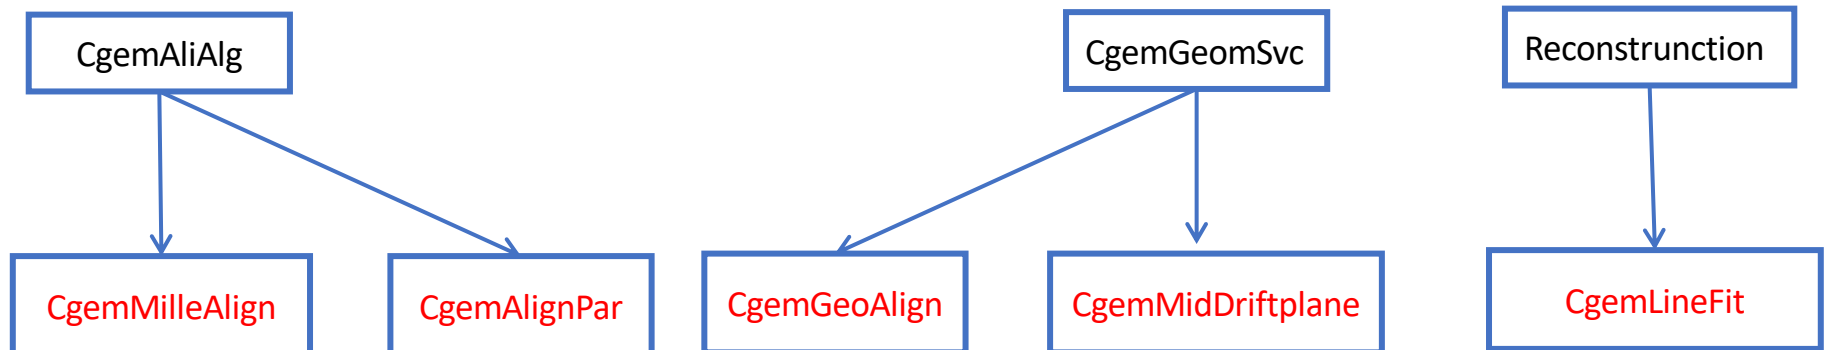 CgemAliAlg
CgemGeomSvc
Reconstrunction
CgemMilleAlign
CgemAlignPar
CgemGeoAlign
CgemMidDriftplane
CgemLineFit